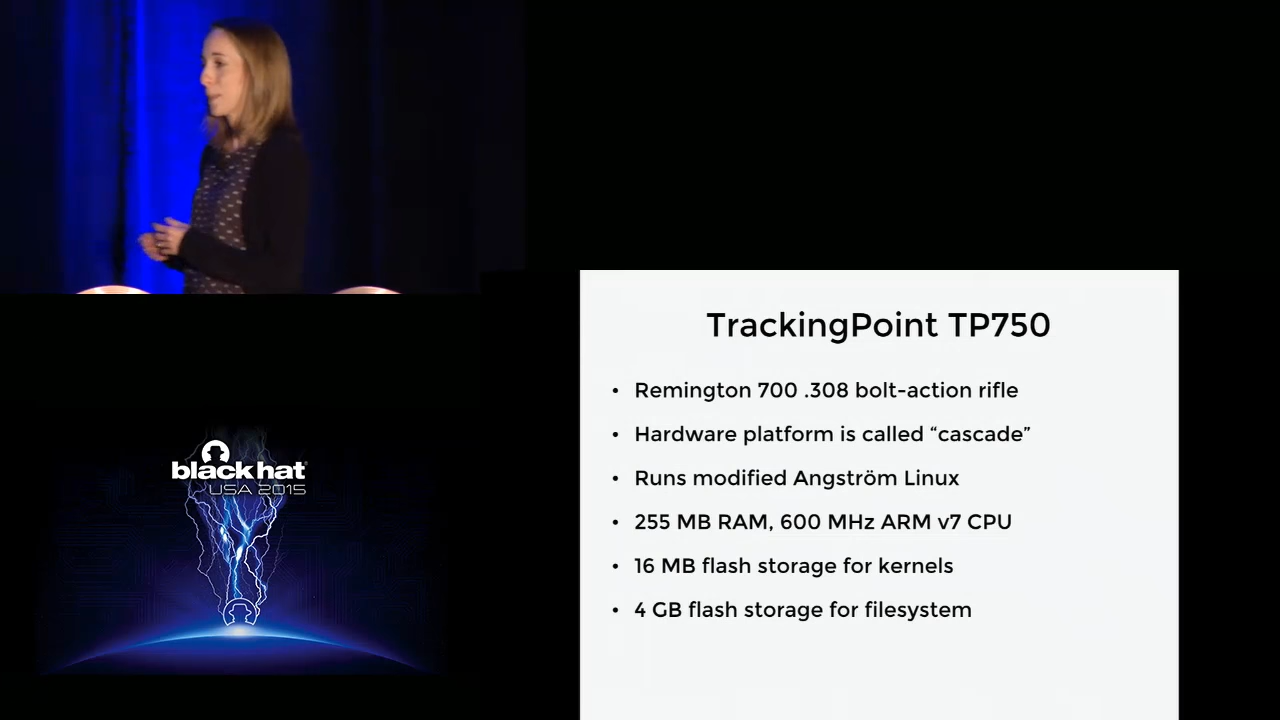 black hat
USA 2015
TrackingPoint TP750
• Remington 700 .308 bolt-action rifle
• Hardware platform is called “cascade”
• Runs modified Angström Linux
• 255 MB RAM, 600 MHz ARM v7 CPU
• 16 MB flash storage for kernels
• 4 GB flash storage for filesystem